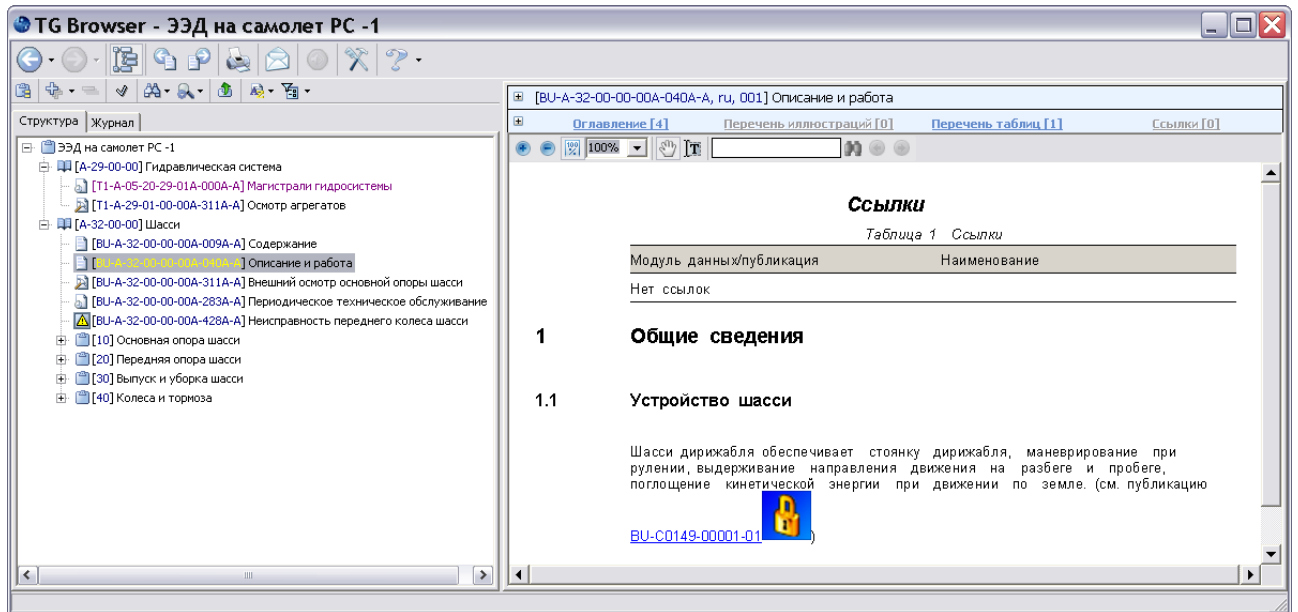 TG Browser - ЭЭД на самолет РС -1
Структура Журнал
ЭЭД на самолет РС -1
[A-29-00-00] Гидравлическая система
[T1-A-05-20-29-01A-000A-A] Магистрали гидросистемы
[T1-A-29-01-00-00A-311A-A] Осмотр агрегатов
[A-32-00-00] Шасси
[BU-A-32-00-00-00A-009A-A] Содержание
[BU-A-32-00-00-00A-040A-A] Описание и работа
[BU-A-32-00-00-00A-311A-A] Внешний осмотр основной опоры шасси
[BU-A-32-00-00-00A-283A-A] Периодическое техническое обслуживание
[BU-A-32-00-00-00A-428A-A] Неисправность переднего колеса шасси
[10] Основная опора шасси
[20] Передняя опора шасси
[30] Выпуск и уборка шасси
[40] Колеса и тормоза
[BU-A-32-00-00-00A-040A-A, ru, 001] Описание и работа
Оглавление [4] Перечень иллюстраций [0] Перечень таблиц [1] Ссылки [0]
100%
Ссылки
Таблица 1 Ссылки
Модуль данных/публикация Наименование
Нет ссылок
1 Общие сведения
1.1 Устройство шасси
Шасси дирижабля обеспечивает стоянку дирижабля, маневрирование при
рулении, выдерживание направления движения на разбеге и пробеге,
поглощение кинетической энергии при движении по земле. (см. публикацию
BU-C0149-00001-01 )